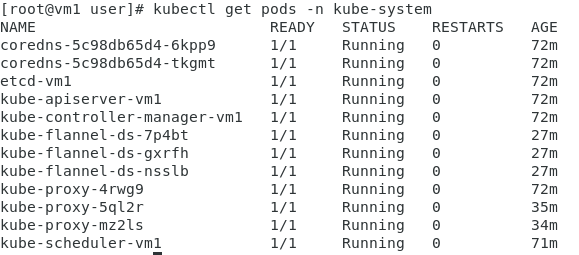 [root@vm1 user]# kubectl get pods -n kube-system
NAME                         READY   STATUS    RESTARTS   AGE
coredns-5c98db65d4-6kpp9     1/1     Running   0          72m
coredns-5c98db65d4-tkgmt     1/1     Running   0          72m
etcd-vm1                     1/1     Running   0          72m
kube-apiserver-vm1           1/1     Running   0          72m
kube-controller-manager-vm1  1/1     Running   0          72m
kube-flannel-ds-7p4bt        1/1     Running   0          27m
kube-flannel-ds-gxrfh        1/1     Running   0          27m
kube-flannel-ds-nsslb        1/1     Running   0          27m
kube-proxy-4rwg9             1/1     Running   0          72m
kube-proxy-5ql2r             1/1     Running   0          35m
kube-proxy-mz2ls             1/1     Running   0          34m
kube-scheduler-vm1           1/1     Running   0          71m